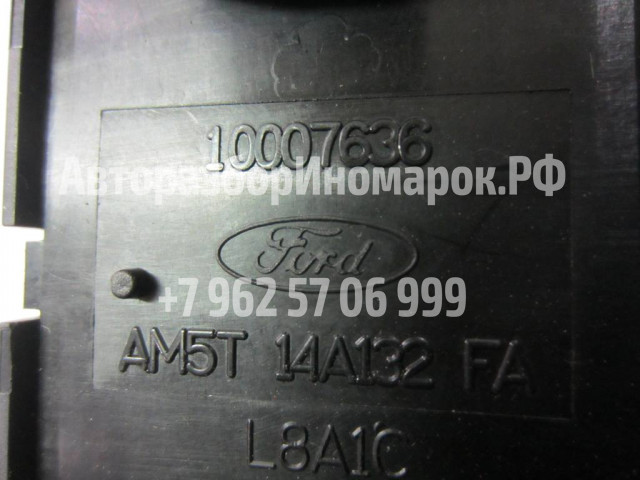 10007636
АвторазборИномарок.РФ
Ford
+7 962 57 06 999
AM5T 14A132 FA
L8A1C